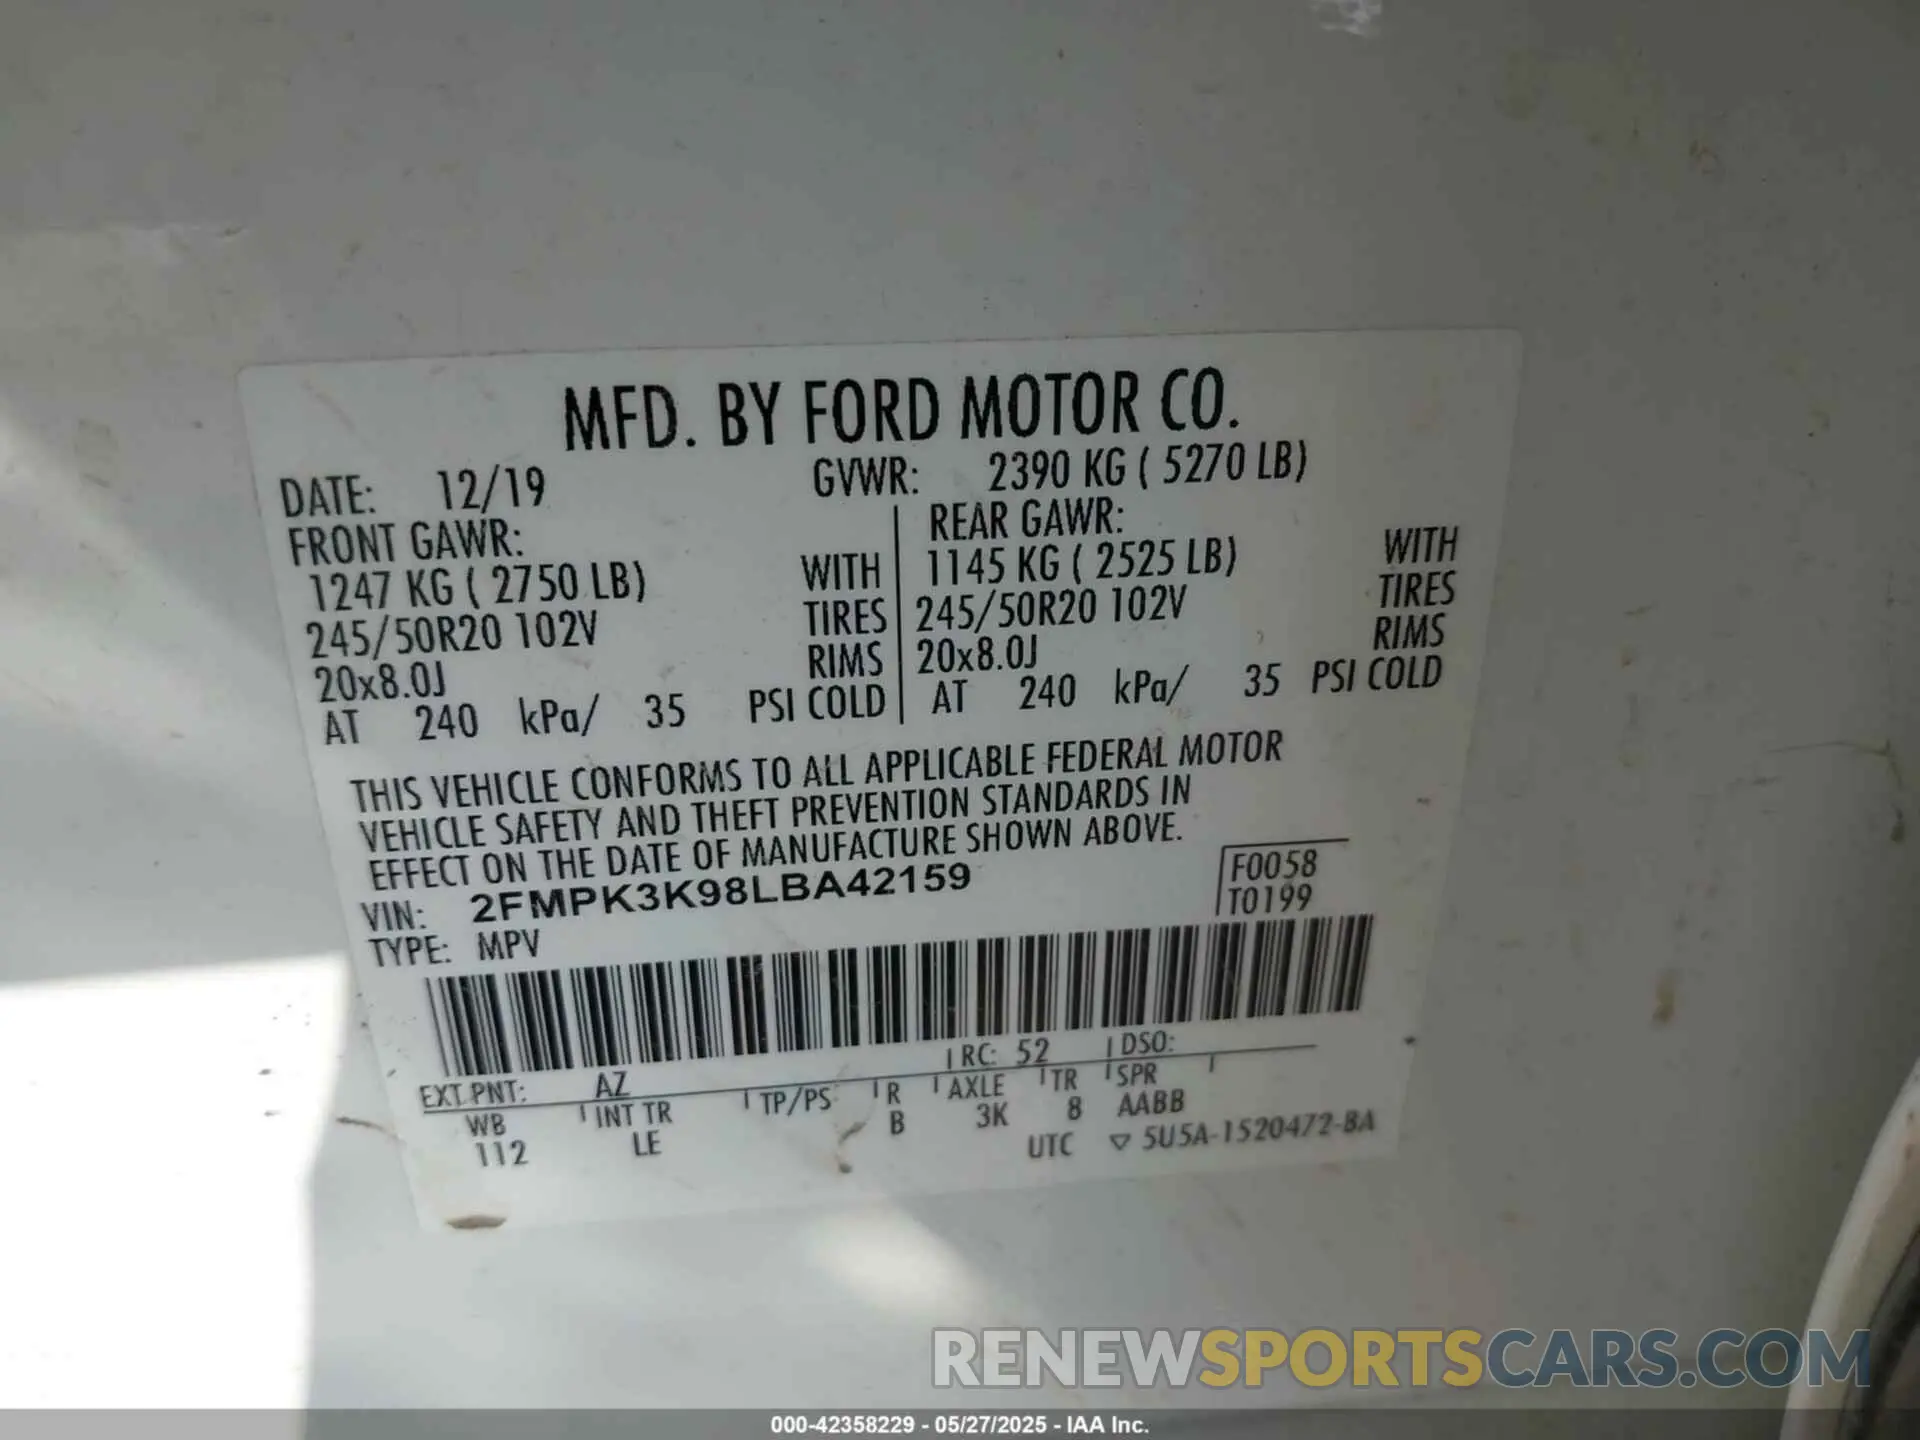 MFD. BY FORD MOTOR CO.
DATE: 12/19 GVWR: 2390 KG ( 5270 LB)
FRONT GAWR: REAR GAWR:
1247 KG ( 2750 LB) WITH 1145 KG ( 2525 LB) WITH
245/50R20 102V TIRES 245/50R20 102V TIRES
20x8.0J RIMS 20x8.0J RIMS
AT 240 kPa/ 35 PSI COLD AT 240 kPa/ 35 PSI COLD
THIS VEHICLE CONFORMS TO ALL APPLICABLE FEDERAL MOTOR
VEHICLE SAFETY AND THEFT PREVENTION STANDARDS IN
EFFECT ON THE DATE OF MANUFACTURE SHOWN ABOVE.
VIN: 2FMPK3K98LBA42159 F0058
TYPE: MPV T0199
EXT PNT: AZ RC: 52 DSO:
WB INT TR TP/PS R AXLE TR SPR
112 LE B 3K 8 AABB
UTC ▽ 5U5A-1520472-BA
RENEWSPORTSCARS.COM
000-42358229 - 05/27/2025 - IAA Inc.